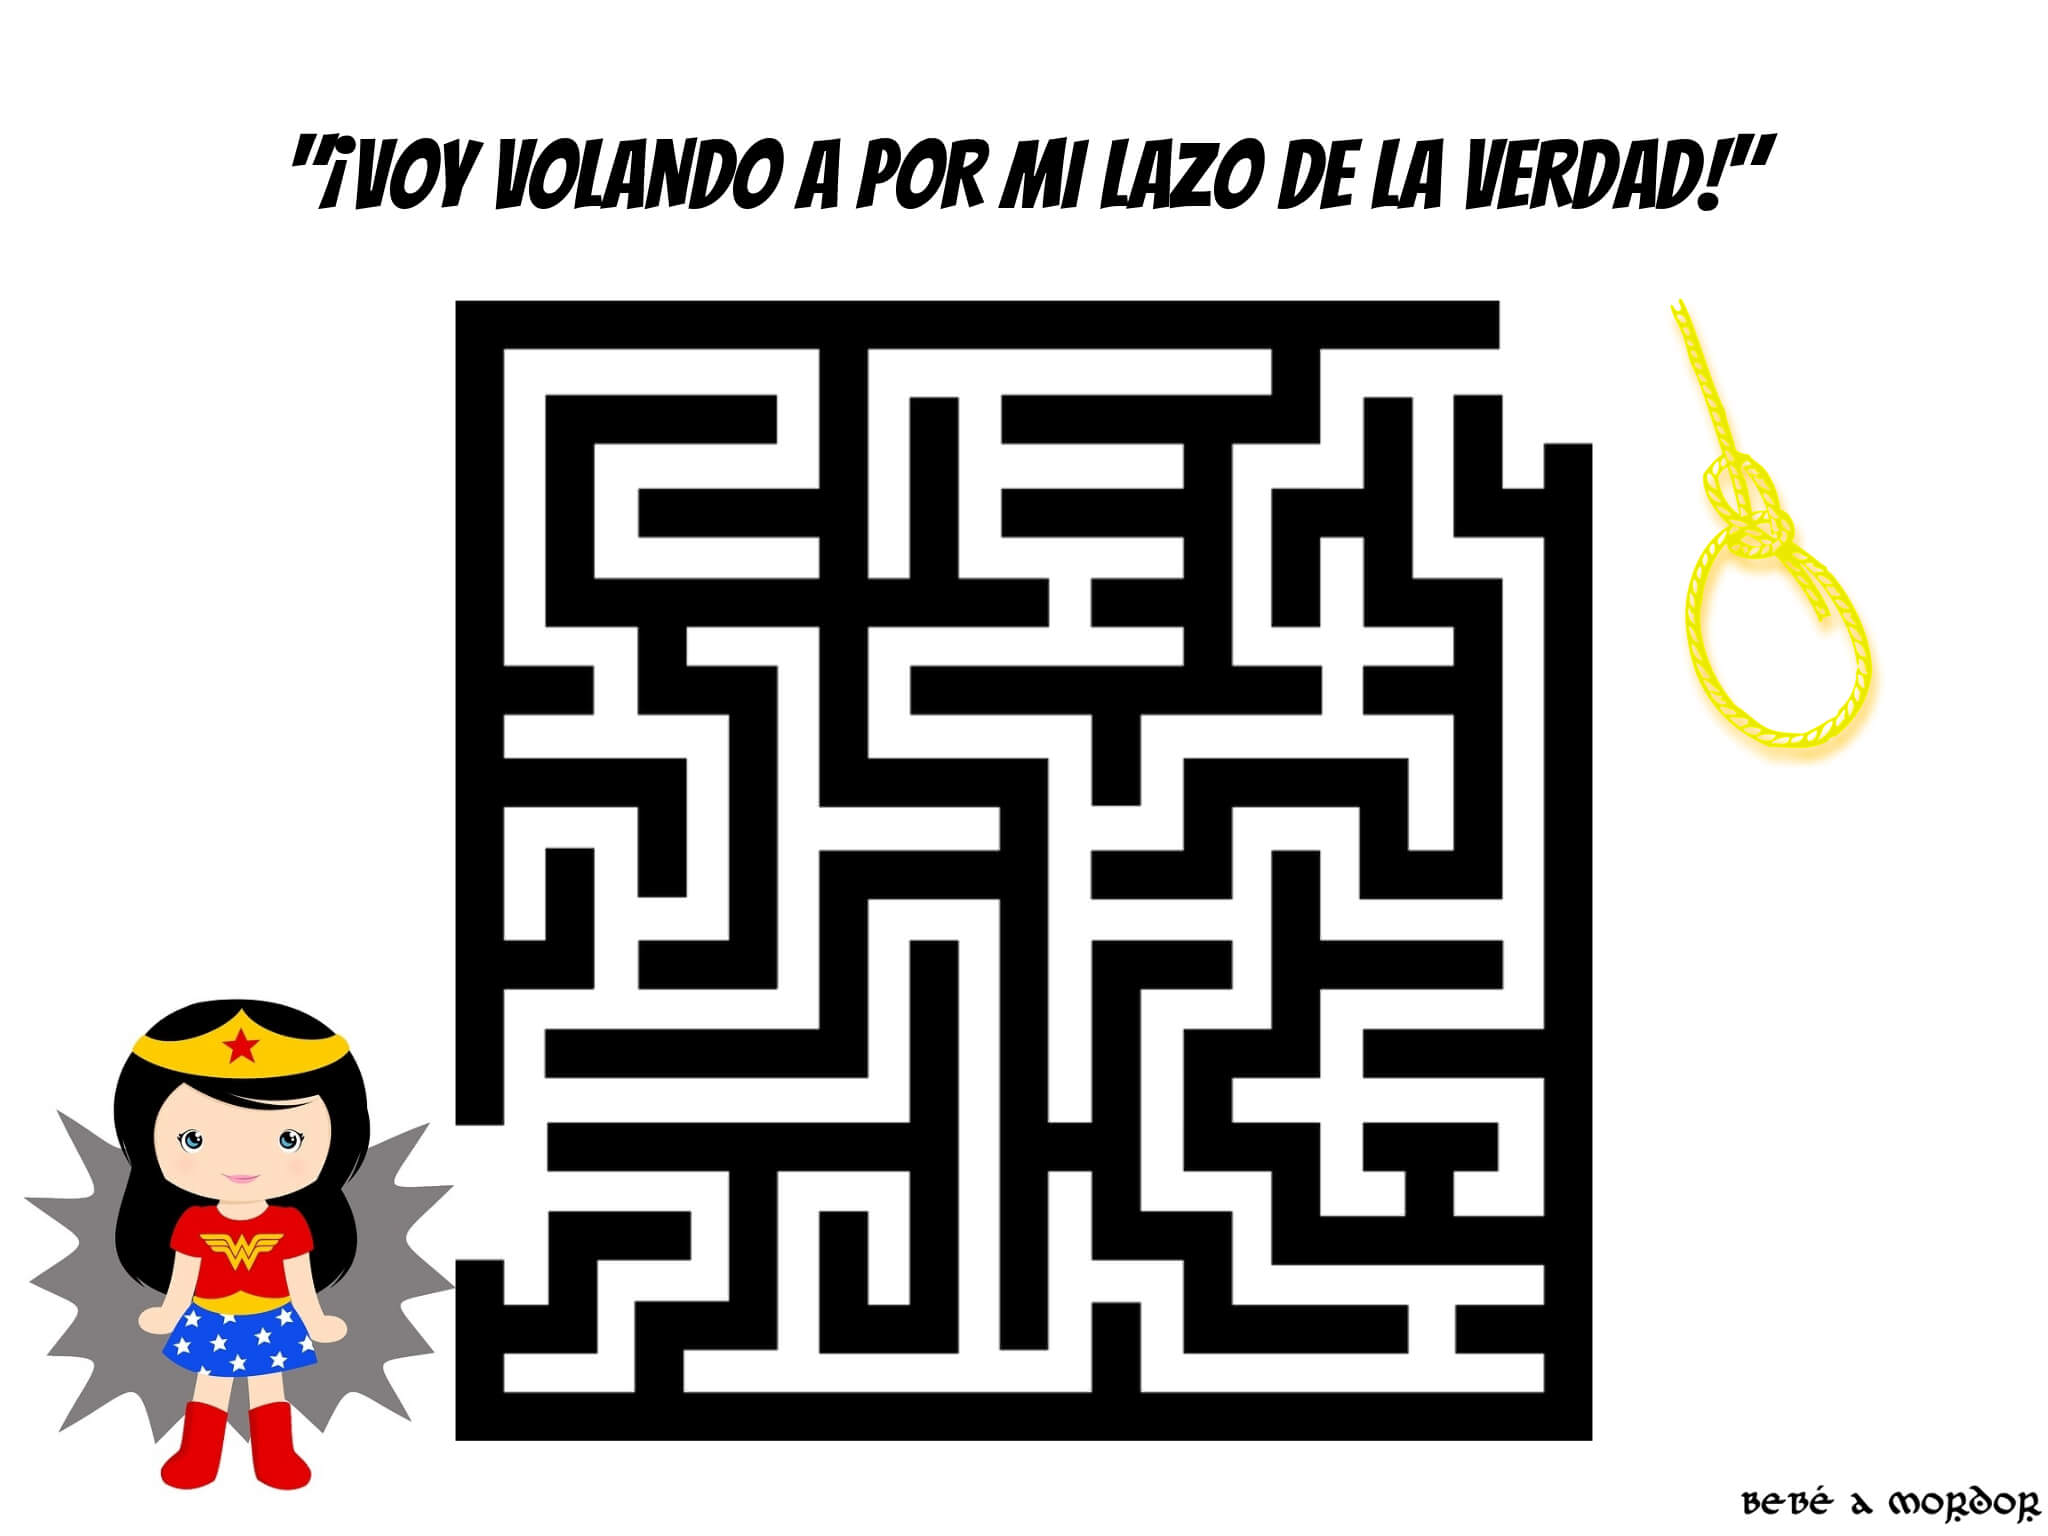 "¡VOY VOLANDO A POR MI LAZO DE LA VERDAD!"
BEBÉ A MORDOR